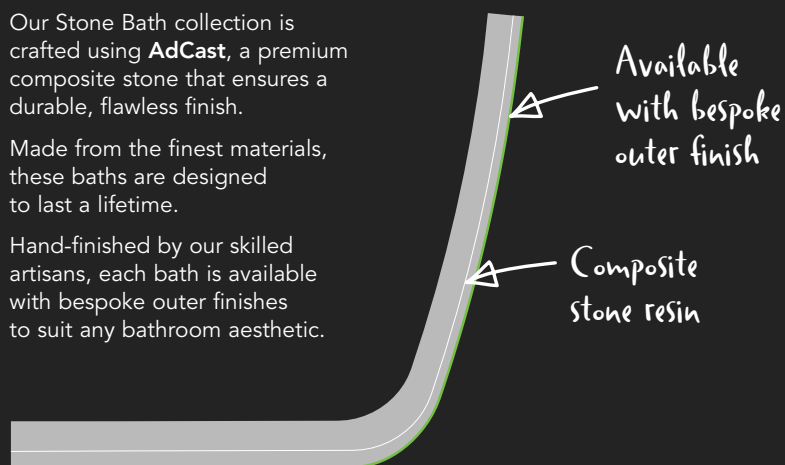 Our Stone Bath collection is
crafted using AdCast, a premium
composite stone that ensures a
durable, flawless finish.
Made from the finest materials,
these baths are designed
to last a lifetime.
Hand-finished by our skilled
artisans, each bath is available
with bespoke outer finishes
to suit any bathroom aesthetic.
Available
with bespoke
outer finish
Composite
stone resin